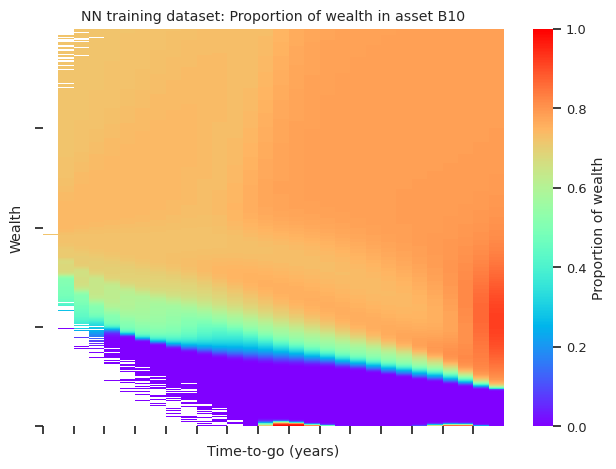 NN training dataset: Proportion of wealth in asset B10
Wealth
Time-to-go (years)
1.0
0.8
0.6
0.4
0.2
0.0
Proportion of wealth